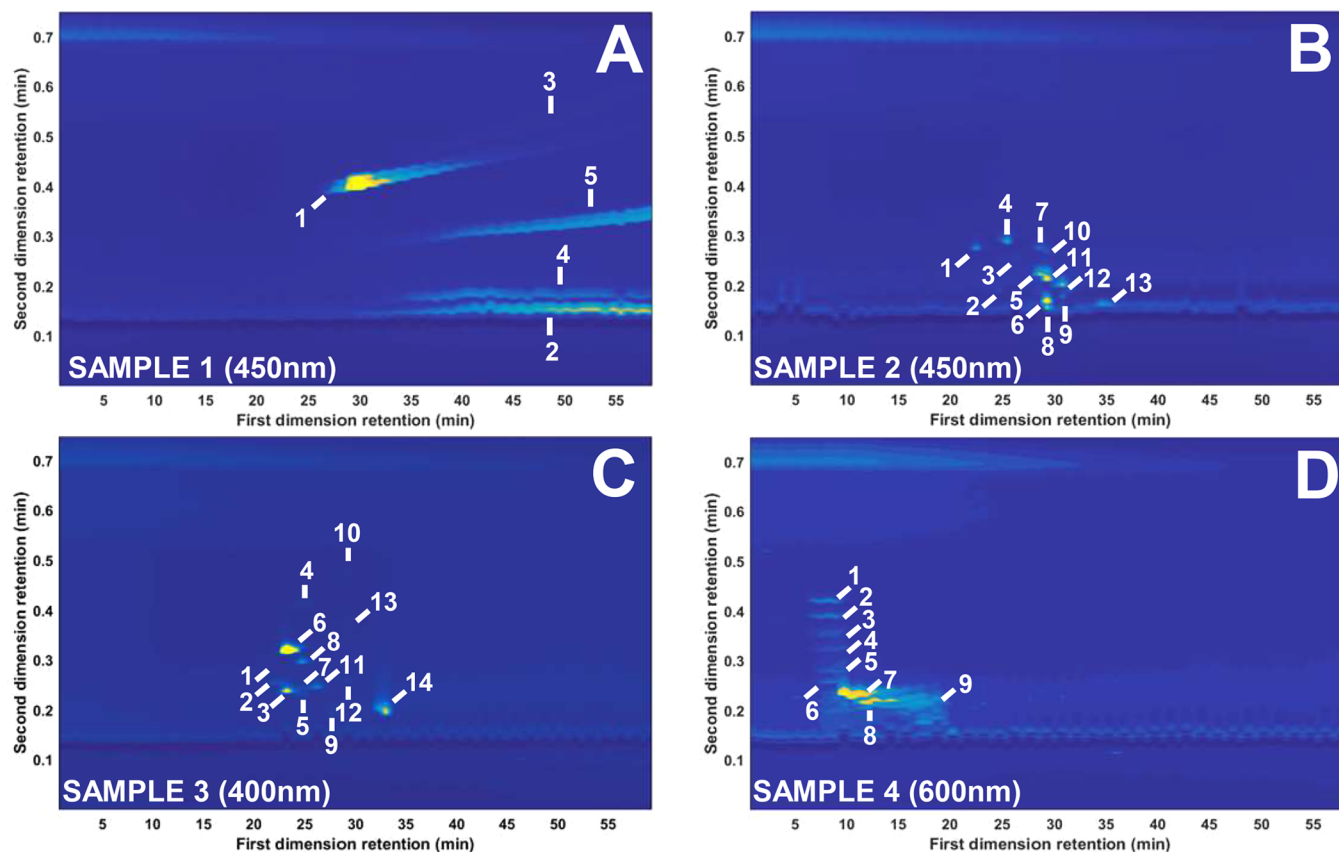 A
0.7
0.6
0.5
0.4
0.3
0.2
0.1
Second dimension retention (min)
3
5
1
4
2
SAMPLE 1 (450nm)
5 10 15 20 25 30 35 40 45 50 55
First dimension retention (min)
B
0.7
0.6
0.5
0.4
0.3
0.2
0.1
Second dimension retention (min)
4 7
10
1 3 11
5 12
2 13
6
8 9
SAMPLE 2 (450nm)
5 10 15 20 25 30 35 40 45 50 55
First dimension retention (min)
C
0.7
0.6
0.5
0.4
0.3
0.2
0.1
Second dimension retention (min)
10
4
13
6
8
1 7 11
2 14
3 12
5
9
SAMPLE 3 (400nm)
5 10 15 20 25 30 35 40 45 50 55
First dimension retention (min)
D
0.7
0.6
0.5
0.4
0.3
0.2
0.1
Second dimension retention (min)
1
2
3
4
5
7 9
6
8
SAMPLE 4 (600nm)
5 10 15 20 25 30 35 40 45 50 55
First dimension retention (min)